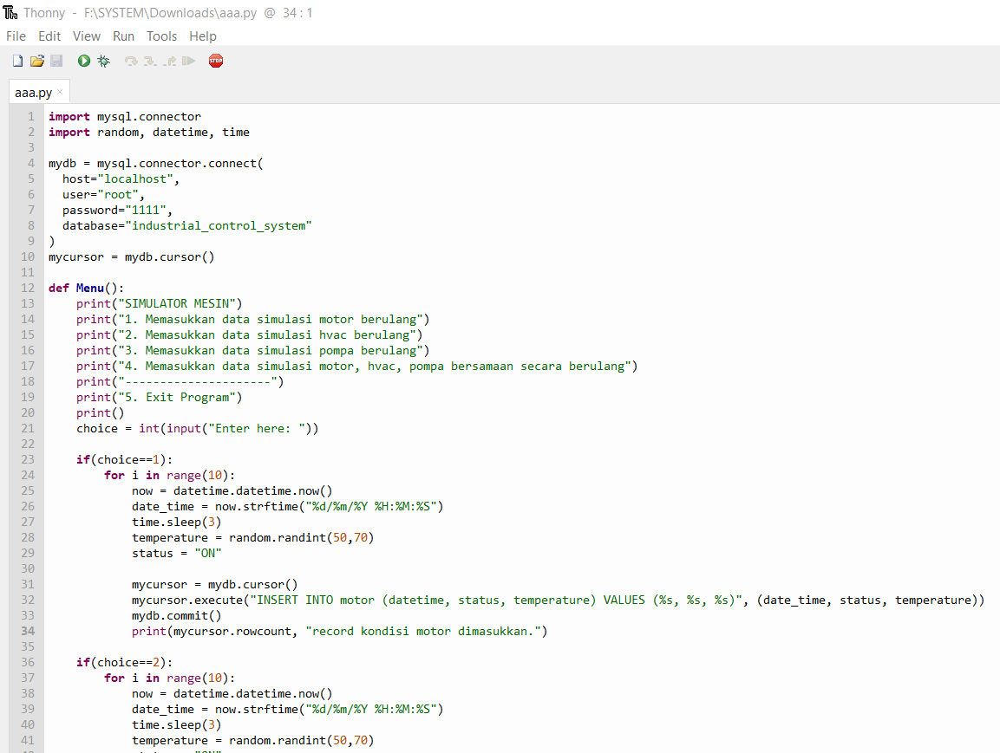 Thonny - F:\SYSTEM\Downloads\aaa.py @ 34 : 1
File Edit View Run Tools Help
STOP
aaa.py ×
1 import mysql.connector
2 import random, datetime, time
3
4 mydb = mysql.connector.connect(
5   host="localhost",
6   user="root",
7   password="1111",
8   database="industrial_control_system"
9 )
10 mycursor = mydb.cursor()
11
12 def Menu():
13     print("SIMULATOR MESIN")
14     print("1. Memasukkan data simulasi motor berulang")
15     print("2. Memasukkan data simulasi hvac berulang")
16     print("3. Memasukkan data simulasi pompa berulang")
17     print("4. Memasukkan data simulasi motor, hvac, pompa bersamaan secara berulang")
18     print("---------------------")
19     print("5. Exit Program")
20     print()
21     choice = int(input("Enter here: "))
22
23     if(choice==1):
24         for i in range(10):
25             now = datetime.datetime.now()
26             date_time = now.strftime("%d/%m/%Y %H:%M:%S")
27             time.sleep(3)
28             temperature = random.randint(50,70)
29             status = "ON"
30
31             mycursor = mydb.cursor()
32             mycursor.execute("INSERT INTO motor (datetime, status, temperature) VALUES (%s, %s, %s)", (date_time, status, temperature))
33             mydb.commit()
34             print(mycursor.rowcount, "record kondisi motor dimasukkan.")
35
36     if(choice==2):
37         for i in range(10):
38             now = datetime.datetime.now()
39             date_time = now.strftime("%d/%m/%Y %H:%M:%S")
40             time.sleep(3)
41             temperature = random.randint(50,70)